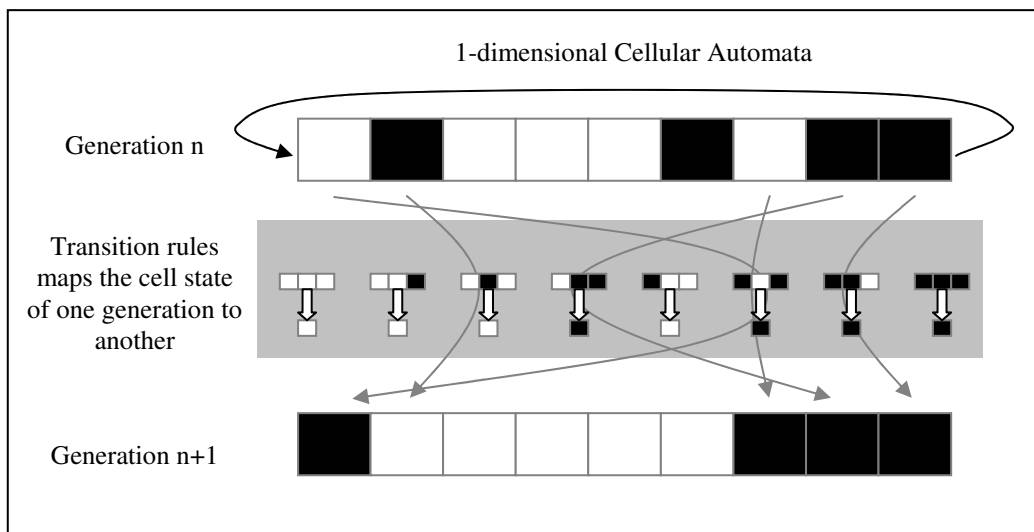 1-dimensional Cellular Automata
Generation n
Transition rules
maps the cell state
of one generation to
another
Generation n+1